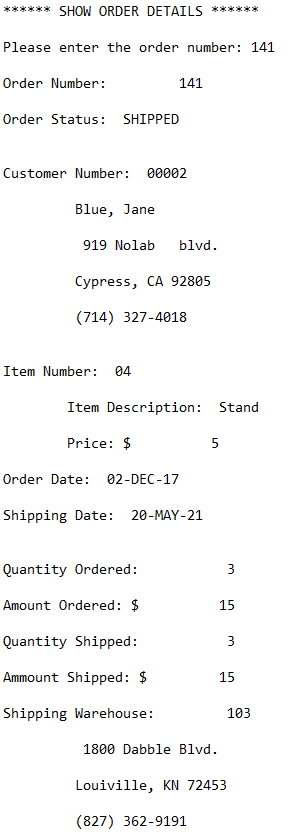 ****** SHOW ORDER DETAILS ******
Please enter the order number: 141
Order Number: 141
Order Status: SHIPPED
Customer Number: 00002
Blue, Jane
919 Nolab blvd.
Cypress, CA 92805
(714) 327-4018
Item Number: 04
Item Description: Stand
Price: $ 5
Order Date: 02-DEC-17
Shipping Date: 20-MAY-21
Quantity Ordered: 3
Amount Ordered: $ 15
Quantity Shipped: 3
Ammount Shipped: $ 15
Shipping Warehouse: 103
1800 Dabble Blvd.
Louiville, KN 72453
(827) 362-9191